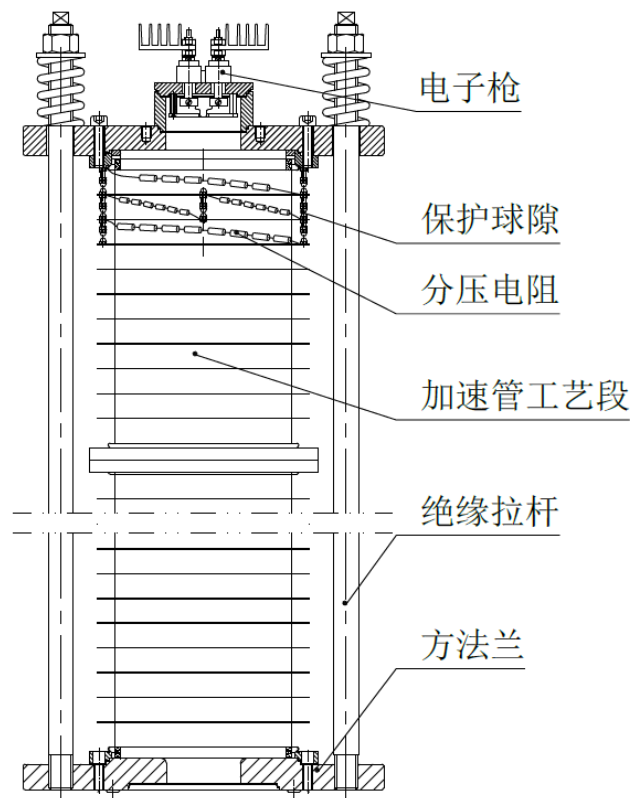 电子枪
保护球隙
分压电阻
加速管工艺段
绝缘拉杆
方法兰